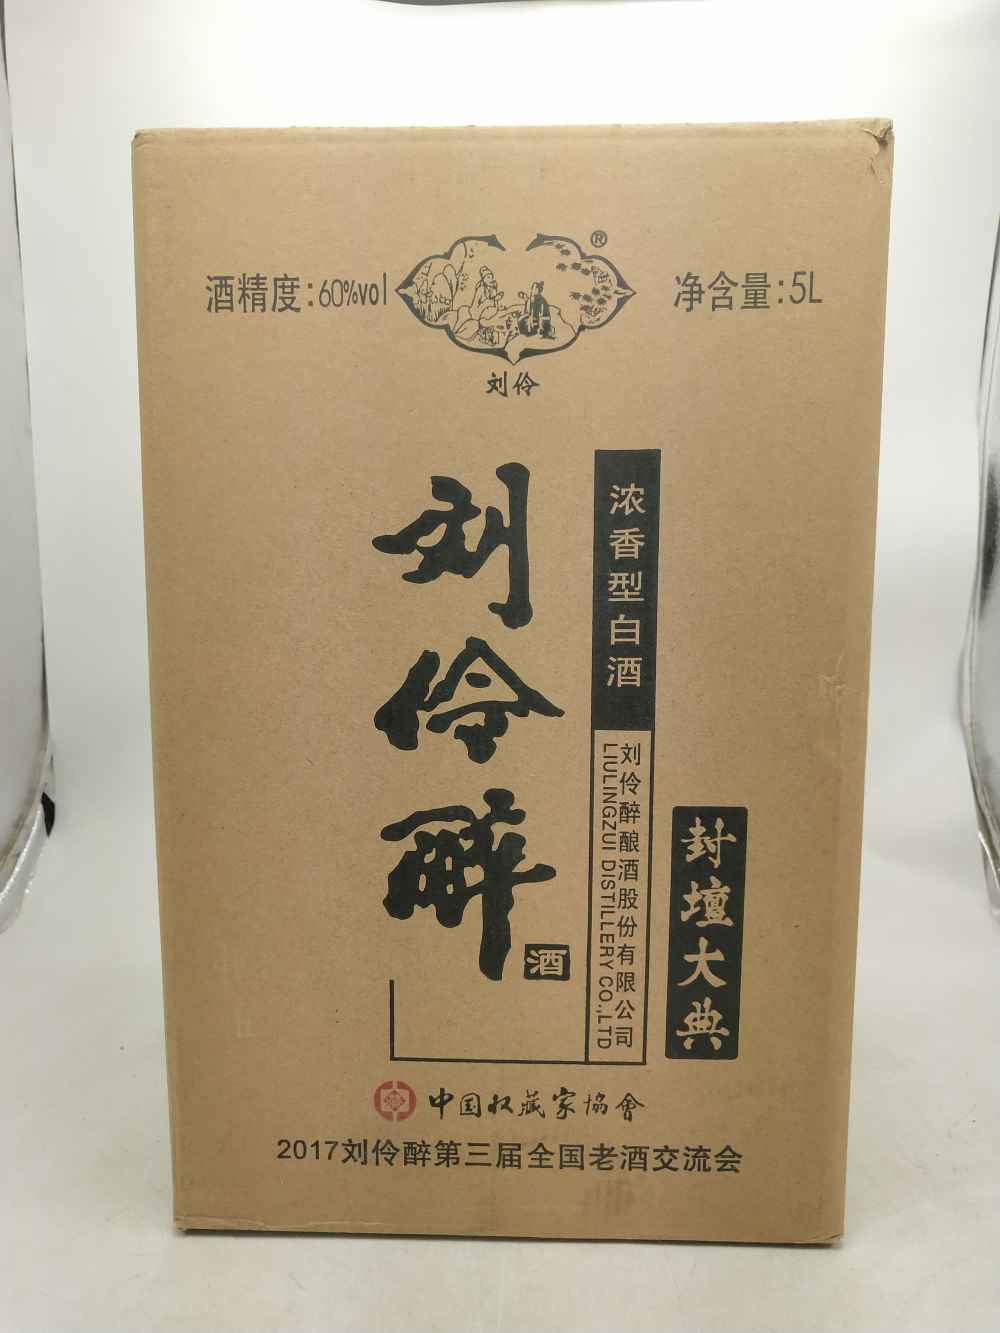 酒精度:60%vol
®
净含量:5L
刘伶
刘伶醉
酒
浓香型白酒
刘伶醉酿酒股份有限公司
LIULINGZUI DISTILLERY CO.,LTD
封壇大典
中国收藏家协會
2017刘伶醉第三届全国老酒交流会